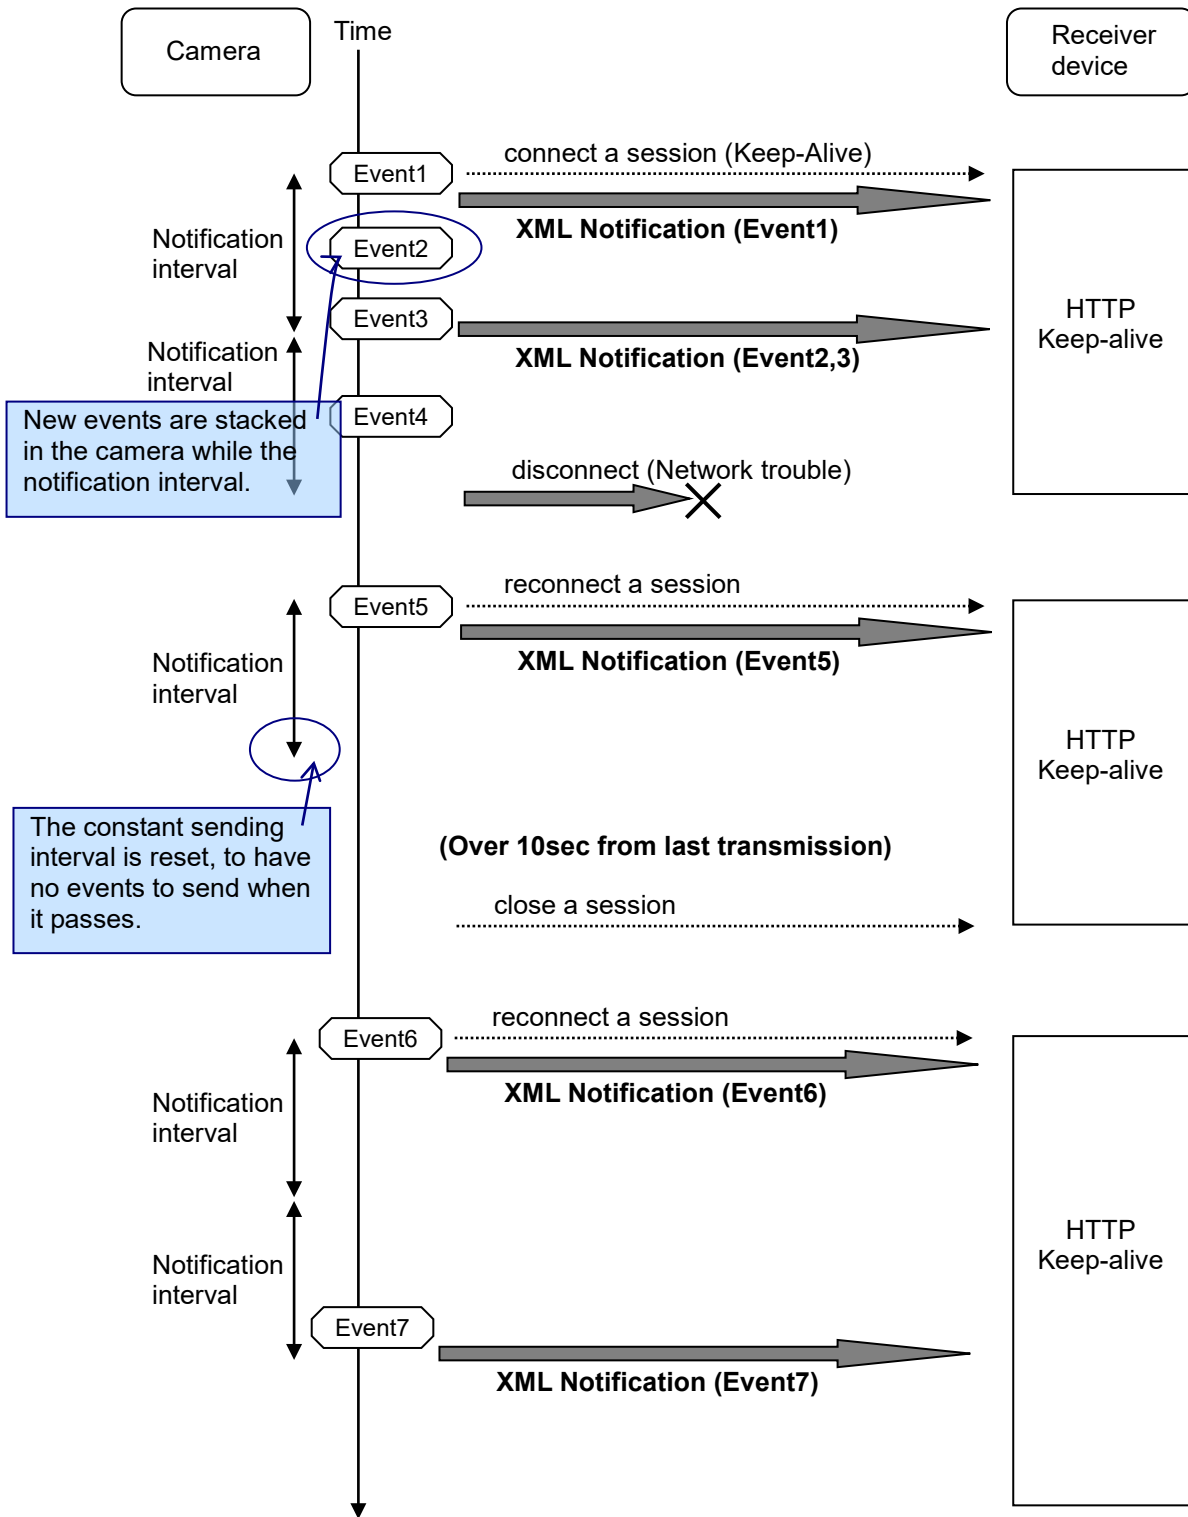 Camera
Time
Receiver
device
connect a session (Keep-Alive)
Event1
XML Notification (Event1)
Notification
interval
Event2
Event3
HTTP
Keep-alive
Notification
interval
XML Notification (Event2,3)
New events are stacked
in the camera while the
notification interval.
Event4
disconnect (Network trouble)
reconnect a session
Event5
XML Notification (Event5)
Notification
interval
HTTP
Keep-alive
The constant sending
interval is reset, to have
no events to send when
it passes.
(Over 10sec from last transmission)
close a session
reconnect a session
Event6
XML Notification (Event6)
Notification
interval
HTTP
Keep-alive
Notification
interval
Event7
XML Notification (Event7)